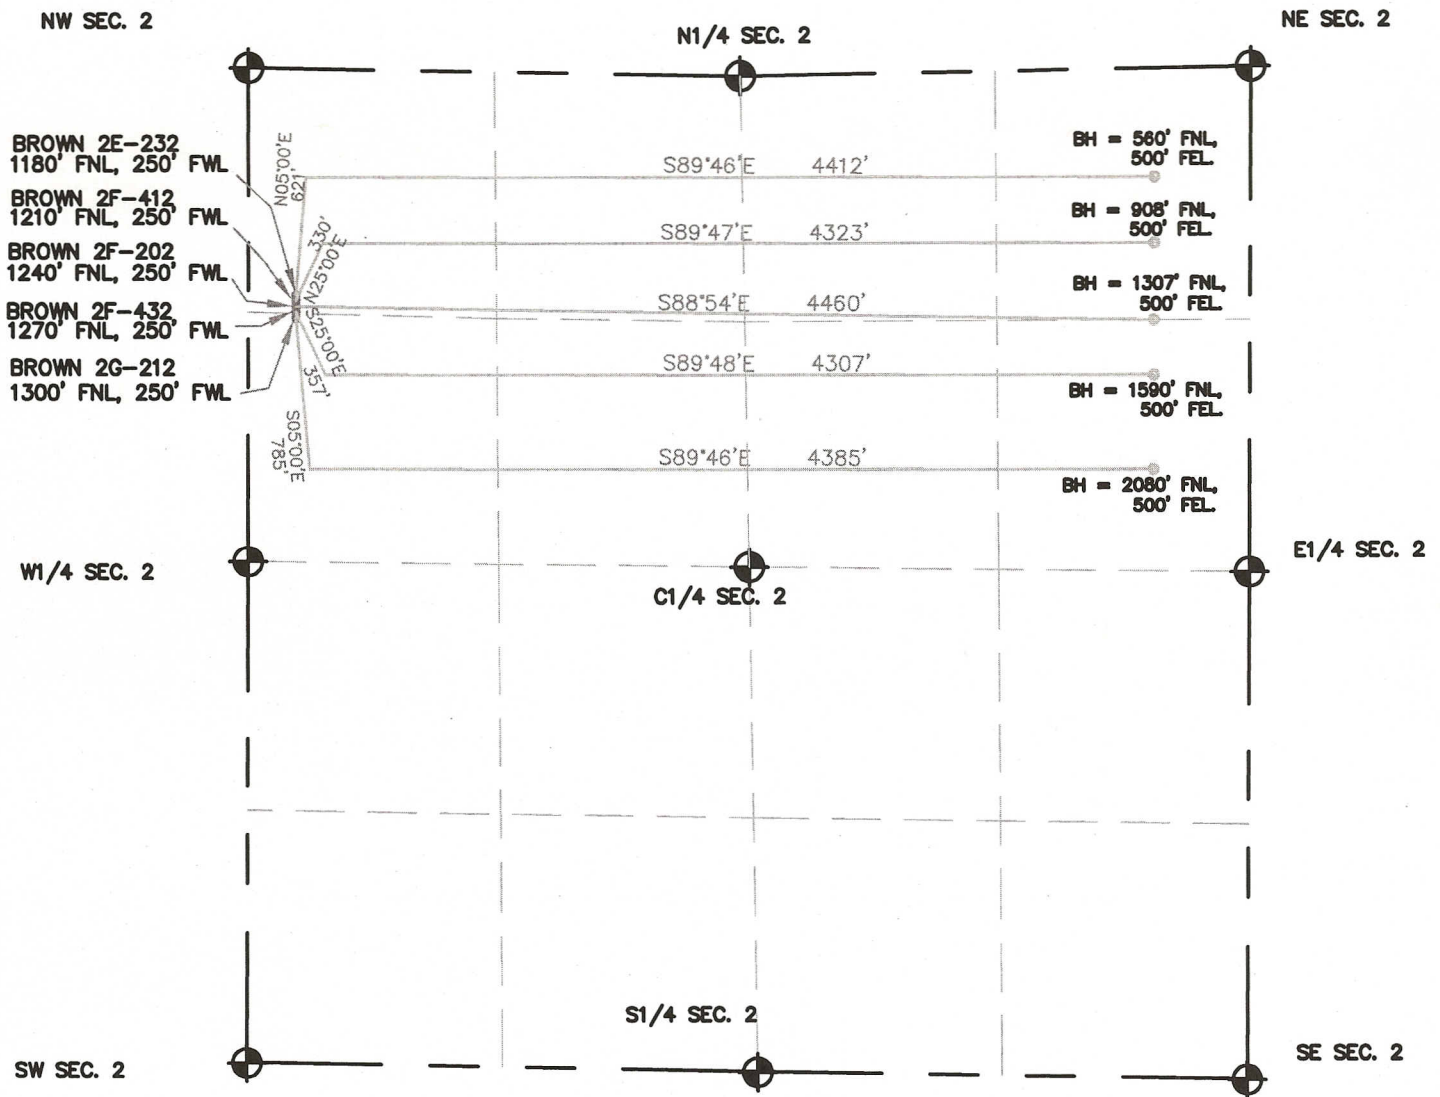 NW SEC. 2
N1/4 SEC. 2
NE SEC. 2
BROWN 2E-232
1180' FNL, 250' FWL
BROWN 2F-412
1210' FNL, 250' FWL
BROWN 2F-202
1240' FNL, 250' FWL
BROWN 2F-432
1270' FNL, 250' FWL
BROWN 2G-212
1300' FNL, 250' FWL
N05°00'E
621'
330'
N25°00'E
S25°00'E
357'
S05°00'E
785'
S89°46'E 4412'
S89°47'E 4323'
S88°54'E 4460'
S89°48'E 4307'
S89°46'E 4385'
BH = 560' FNL,
500' FEL.
BH = 908' FNL,
500' FEL.
BH = 1307' FNL,
500' FEL.
BH = 1590' FNL,
500' FEL.
BH = 2080' FNL,
500' FEL.
W1/4 SEC. 2
C1/4 SEC. 2
E1/4 SEC. 2
S1/4 SEC. 2
SW SEC. 2
SE SEC. 2